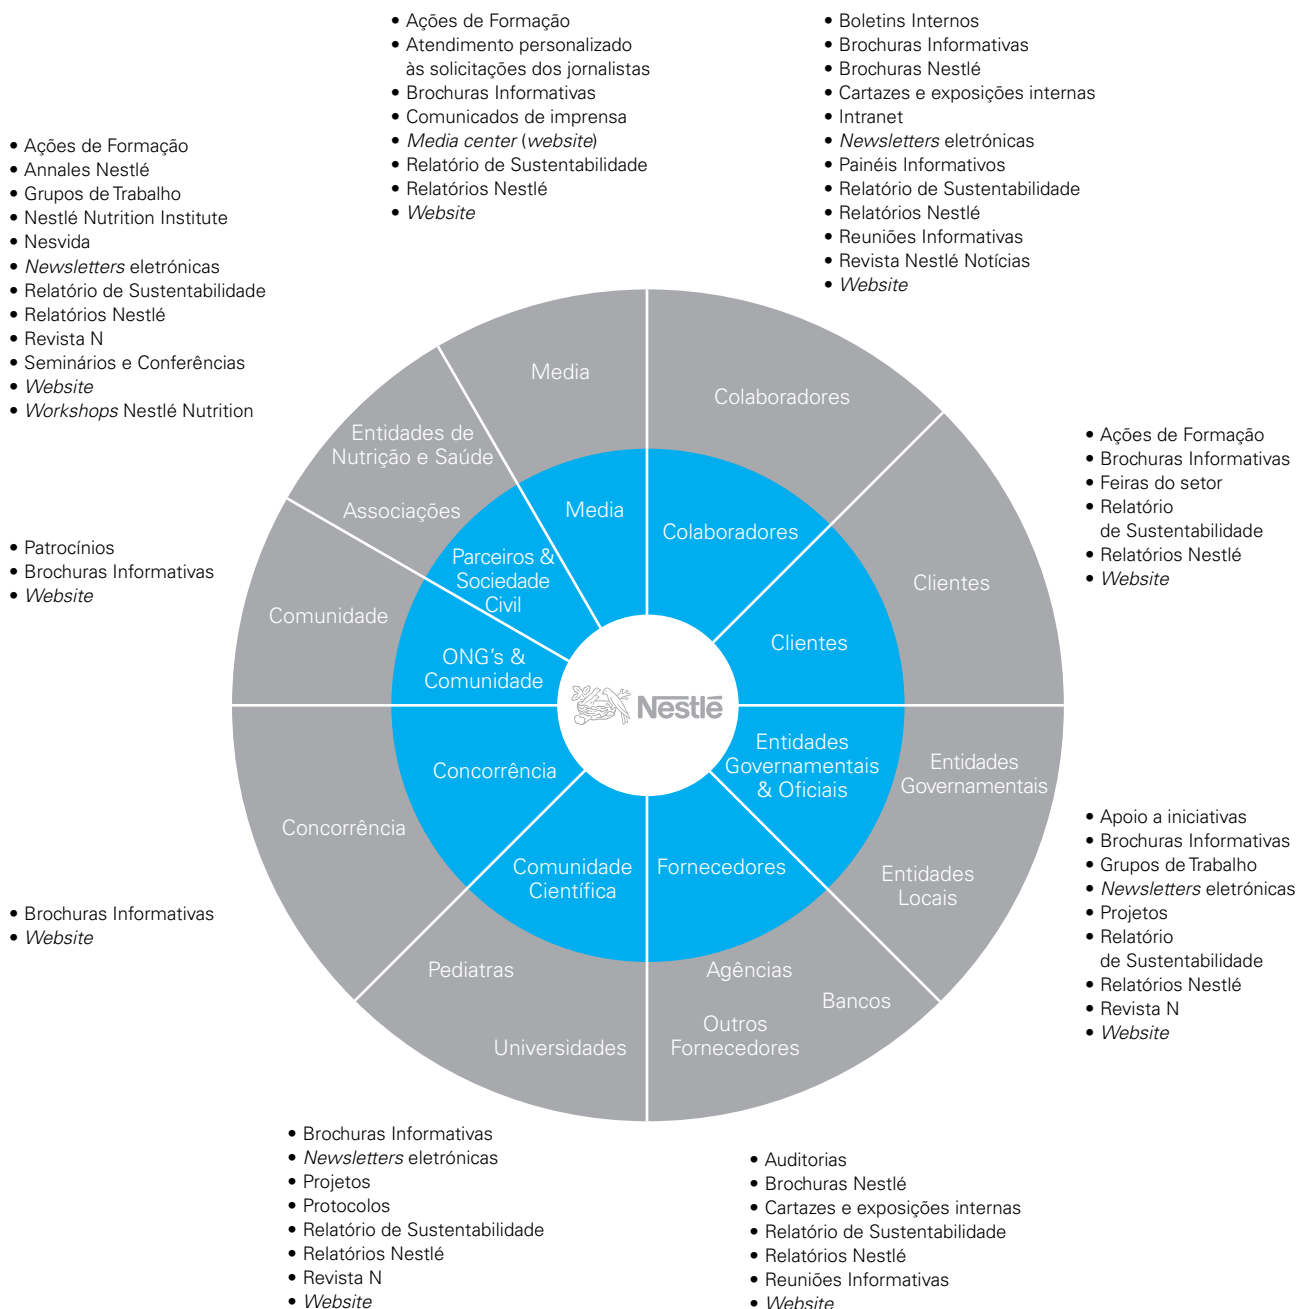 • Ações de Formação
• Atendimento personalizado
às solicitações dos jornalistas
• Brochuras Informativas
• Comunicados de imprensa
• Media center (website)
• Relatório de Sustentabilidade
• Relatórios Nestlé
• Website
• Boletins Internos
• Brochuras Informativas
• Brochuras Nestlé
• Cartazes e exposições internas
• Intranet
• Newsletters eletrónicas
• Painéis Informativos
• Relatório de Sustentabilidade
• Relatórios Nestlé
• Reuniões Informativas
• Revista Nestlé Notícias
• Website
• Ações de Formação
• Annales Nestlé
• Grupos de Trabalho
• Nestlé Nutrition Institute
• Nesvida
• Newsletters eletrónicas
• Relatório de Sustentabilidade
• Relatórios Nestlé
• Revista N
• Seminários e Conferências
• Website
• Workshops Nestlé Nutrition
• Ações de Formação
• Brochuras Informativas
• Feiras do setor
• Relatório
de Sustentabilidade
• Relatórios Nestlé
• Website
• Patrocínios
• Brochuras Informativas
• Website
Media
Colaboradores
Entidades de
Nutrição e Saúde
Associações
Clientes
Comunidade
Media
Colaboradores
Parceiros &
Sociedade
Civil
Clientes
ONG's &
Comunidade
Nestlé
Concorrência
Entidades
Governamentais
& Oficiais
Comunidade
Científica
Fornecedores
Entidades
Governamentais
Concorrência
Entidades
Locais
Pediatras
Universidades
Agências
Bancos
Outros
Fornecedores
• Apoio a iniciativas
• Brochuras Informativas
• Grupos de Trabalho
• Newsletters eletrónicas
• Projetos
• Relatório
de Sustentabilidade
• Relatórios Nestlé
• Revista N
• Website
• Brochuras Informativas
• Website
• Brochuras Informativas
• Newsletters eletrónicas
• Projetos
• Protocolos
• Relatório de Sustentabilidade
• Relatórios Nestlé
• Revista N
• Website
• Auditorias
• Brochuras Nestlé
• Cartazes e exposições internas
• Relatório de Sustentabilidade
• Relatórios Nestlé
• Reuniões Informativas
• Website